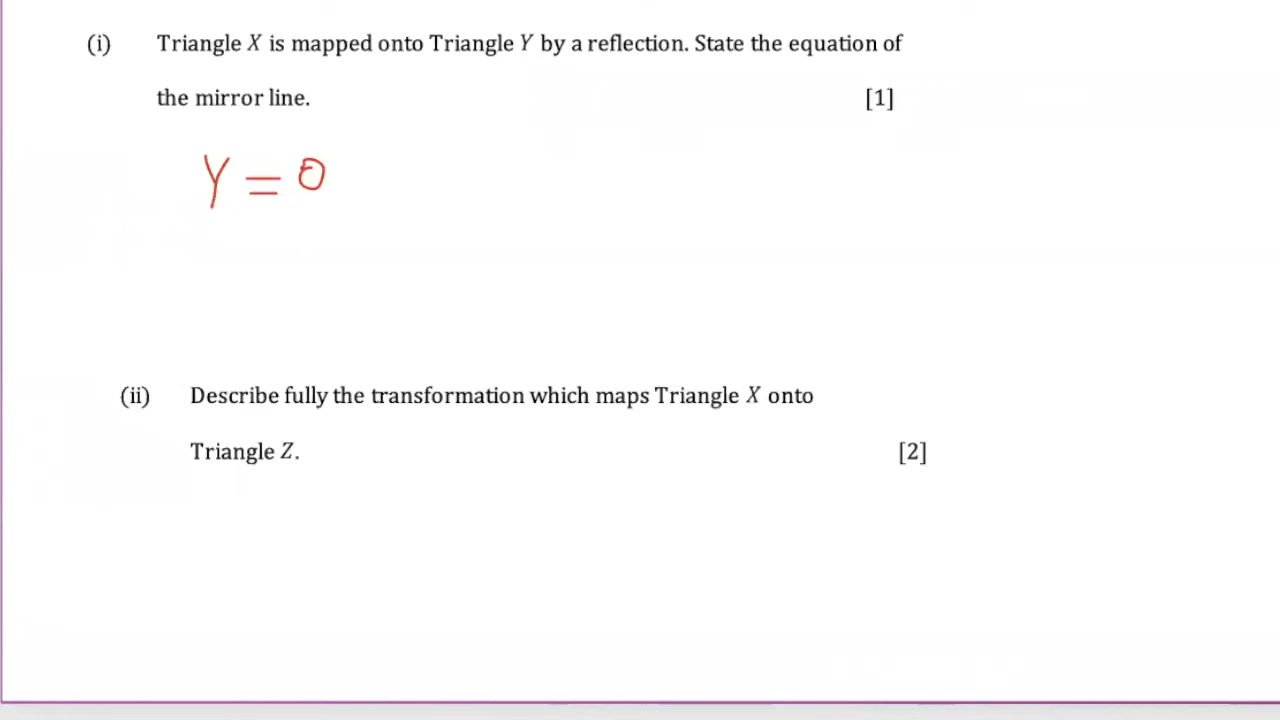 (i) Triangle X is mapped onto Triangle Y by a reflection. State the equation of
the mirror line. [1]
Y = 0
(ii) Describe fully the transformation which maps Triangle X onto
Triangle Z. [2]